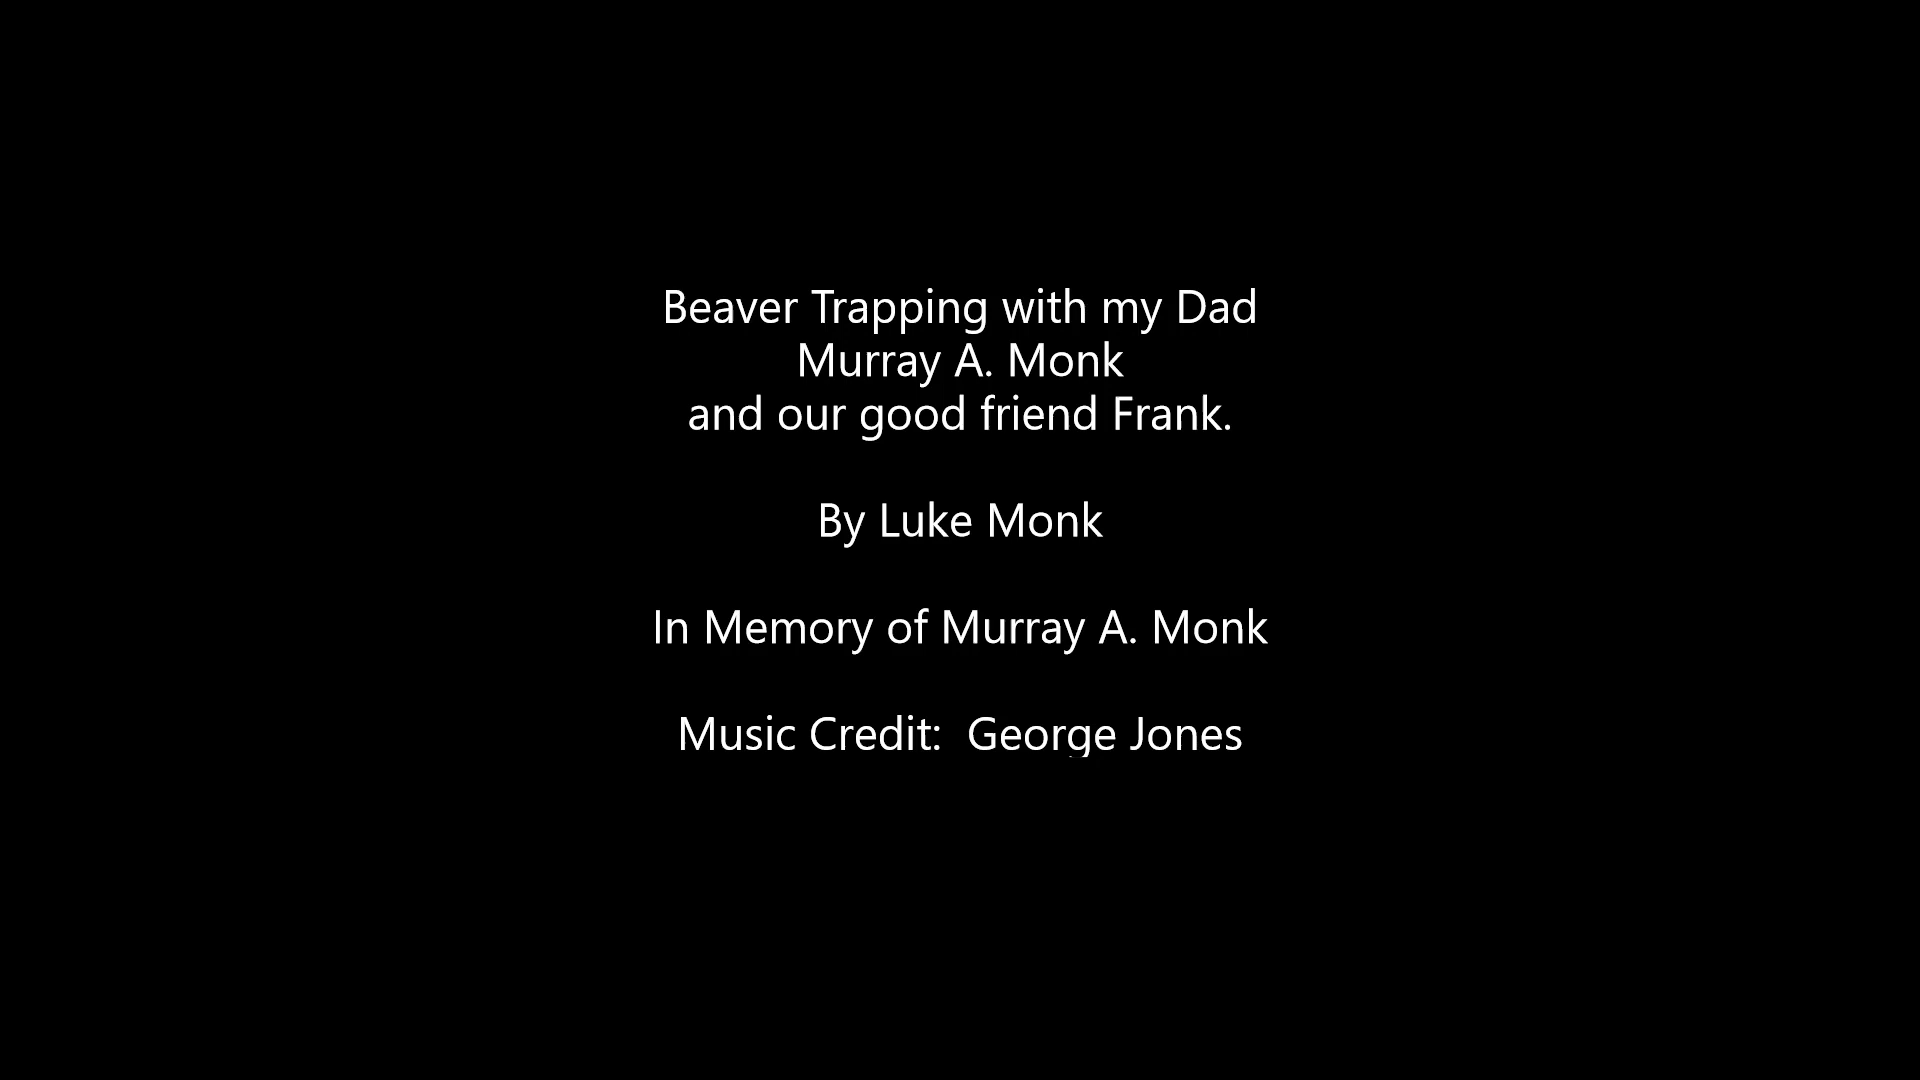 Beaver Trapping with my Dad
Murray A. Monk
and our good friend Frank.
By Luke Monk
In Memory of Murray A. Monk
Music Credit:  George Jones